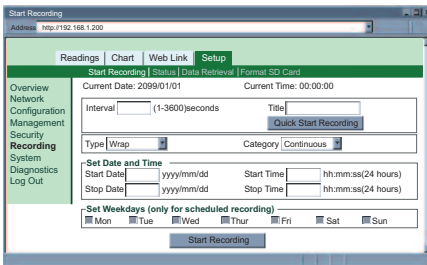 Start Recording
Address http://192.168.1.200
Readings Chart Web Link Setup
Start Recording | Status | Data Retrieval | Format SD Card
Overview
Network
Configuration
Management
Security
Recording
System
Diagnostics
Log Out
Current Date: 2099/01/01 Current Time: 00:00:00
Interval (1-3600)seconds Title
Quick Start Recording
Type Wrap Category Continuous
Set Date and Time
Start Date yyyy/mm/dd Start Time hh:mm:ss(24 hours)
Stop Date yyyy/mm/dd Stop Time hh:mm:ss(24 hours)
Set Weekdays (only for scheduled recording)
Mon Tue Wed Thur Fri Sat Sun
Start Recording